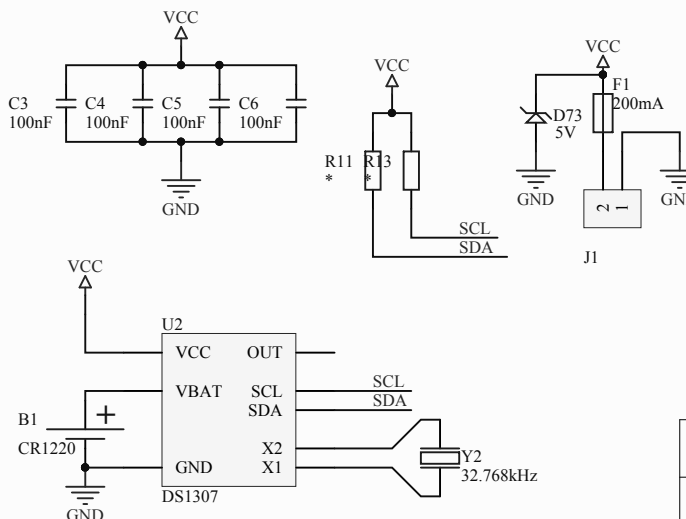 VCC
C3
100nF
C4
100nF
C5
100nF
C6
100nF
GND
VCC
R11
*
R13
*
SCL
SDA
VCC
F1
200mA
D73
5V
GND
GN
2
1
J1
VCC
U2
VCC
OUT
VBAT
SCL
SCL
SDA
SDA
B1
+
CR1220
X2
GND
X1
Y2
32.768kHz
DS1307
GND